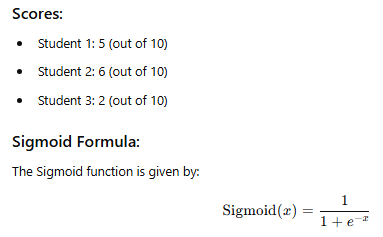 Scores:
• Student 1: 5 (out of 10)
• Student 2: 6 (out of 10)
• Student 3: 2 (out of 10)
Sigmoid Formula:
The Sigmoid function is given by:
Sigmoid(x) = 1 / (1 + e^{-x})